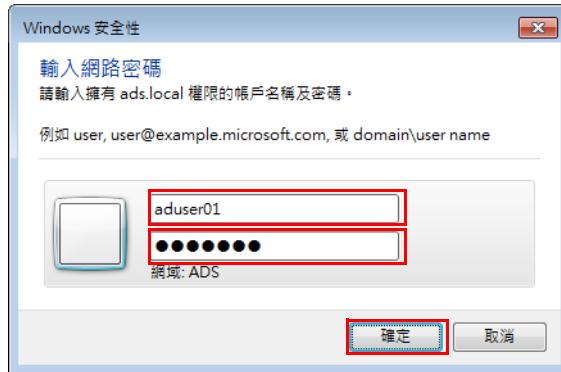 Windows 安全性
輸入網路密碼
請輸入擁有 ads.local 權限的帳戶名稱及密碼。
例如 user, user@example.microsoft.com, 或 domain\user name
aduser01
●●●●●●●
網域: ADS
確定 取消